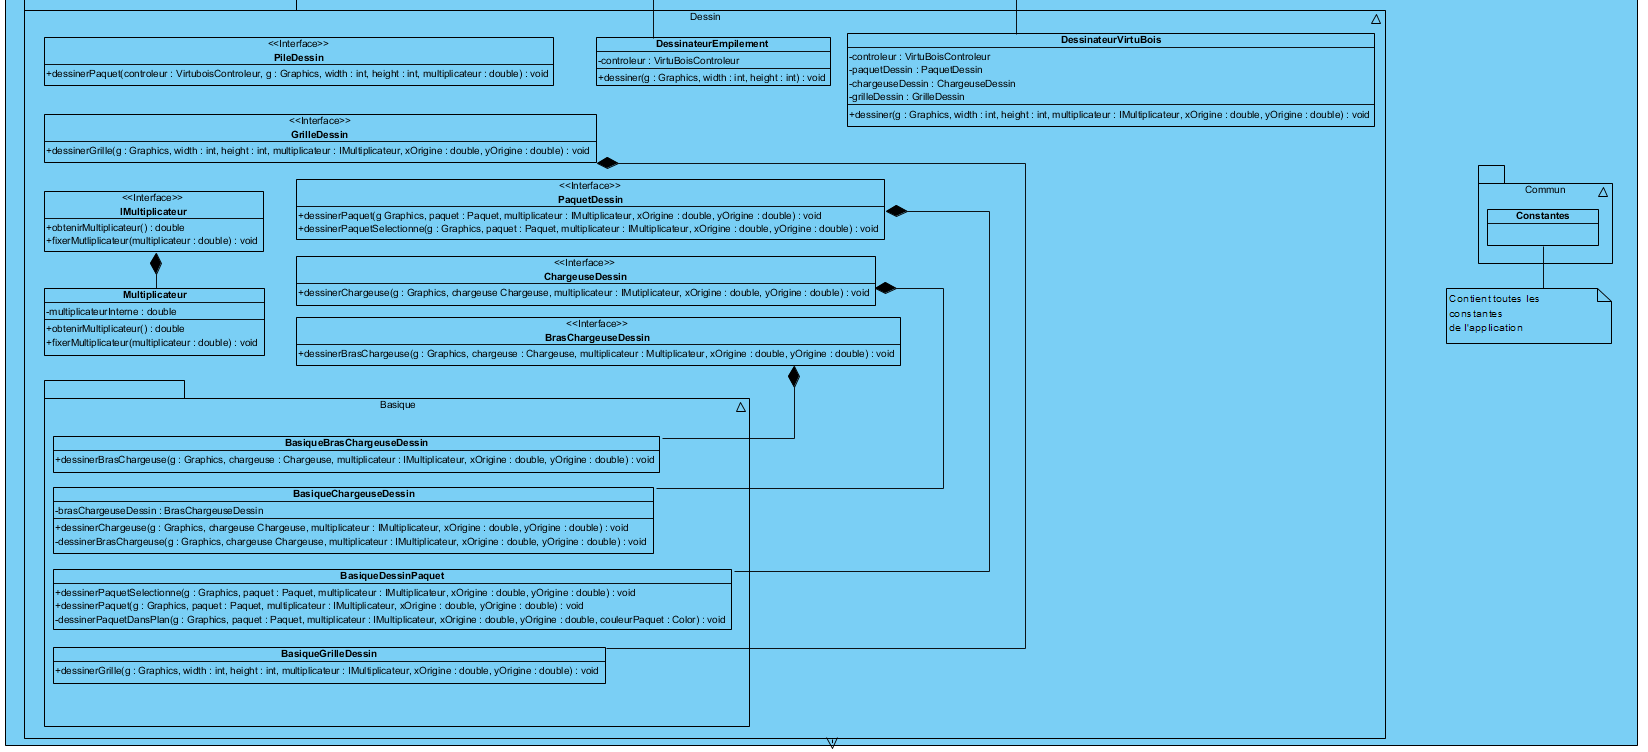 Dessin
<<Interface>>
PileDessin
+dessinerPaquet(controleur : VirtuboisControleur, g : Graphics, width : int, height : int, multiplicateur : double) : void
DessinateurEmpilement
-controleur : VirtuBoisControleur
+dessiner(g : Graphics, width : int, height : int) : void
DessinateurVirtuBois
-controleur : VirtuBoisControleur
-paquetDessin : PaquetDessin
-chargeuseDessin : ChargeuseDessin
-grilleDessin : GrilleDessin
+dessiner(g : Graphics, width : int, height : int, multiplicateur : IMultiplicateur, xOrigine : double, yOrigine : double) : void
<<Interface>>
GrilleDessin
+dessinerGrille(g : Graphics, width : int, height : int, multiplicateur : IMultiplicateur, xOrigine : double, yOrigine : double) : void
<<Interface>>
IMultiplicateur
+obtenirMultiplicateur() : double
+fixerMutliplicateur(multiplicateur : double) : void
<<Interface>>
PaquetDessin
+dessinerPaquet(g Graphics, paquet : Paquet, multiplicateur : IMultiplicateur, xOrigine : double, yOrigine : double) : void
+dessinerPaquetSelectionne(g : Graphics, paquet : Paquet, multiplicateur : IMultiplicateur, xOrigine : double, yOrigine : double) : void
Commun
Constantes
Contient toutes les
constantes
de l'application
<<Interface>>
ChargeuseDessin
+dessinerChargeuse(g : Graphics, chargeuse Chargeuse, multiplicateur : IMutiplicateur, xOrigine : double, yOrigine : double) : void
Multiplicateur
-multiplicateurInterne : double
+obtenirMultiplicateur() : double
+fixerMultiplicateur(multiplicateur : double) : void
<<Interface>>
BrasChargeuseDessin
+dessinerBrasChargeuse(g : Graphics, chargeuse : Chargeuse, multiplicateur : Multiplicateur, xOrigine : double, yOrigine : double) : void
Basique
BasiqueBrasChargeuseDessin
+dessinerBrasChargeuse(g : Graphics, chargeuse : Chargeuse, multiplicateur : IMultiplicateur, xOrigine : double, yOrigine : double) : void
BasiqueChargeuseDessin
-brasChargeuseDessin : BrasChargeuseDessin
+dessinerChargeuse(g : Graphics, chargeuse Chargeuse, multiplicateur : IMultiplicateur, xOrigine : double, yOrigine : double) : void
-dessinerBrasChargeuse(g : Graphics, chargeuse Chargeuse, multiplicateur : IMultiplicateur, xOrigine : double, yOrigine : double) : void
BasiqueDessinPaquet
+dessinerPaquetSelectionne(g : Graphics, paquet : Paquet, multiplicateur : IMultiplicateur, xOrigine : double, yOrigine : double) : void
+dessinerPaquet(g : Graphics, paquet : Paquet, multiplicateur : IMultiplicateur, xOrigine : double, yOrigine : double) : void
-dessinerPaquetDansPlan(g : Graphics, paquet : Paquet, multiplicateur : IMultiplicateur, xOrigine : double, yOrigine : double, couleurPaquet : Color) : void
BasiqueGrilleDessin
+dessinerGrille(g : Graphics, width : int, height : int, multiplicateur : IMultiplicateur, xOrigine : double, yOrigine : double) : void